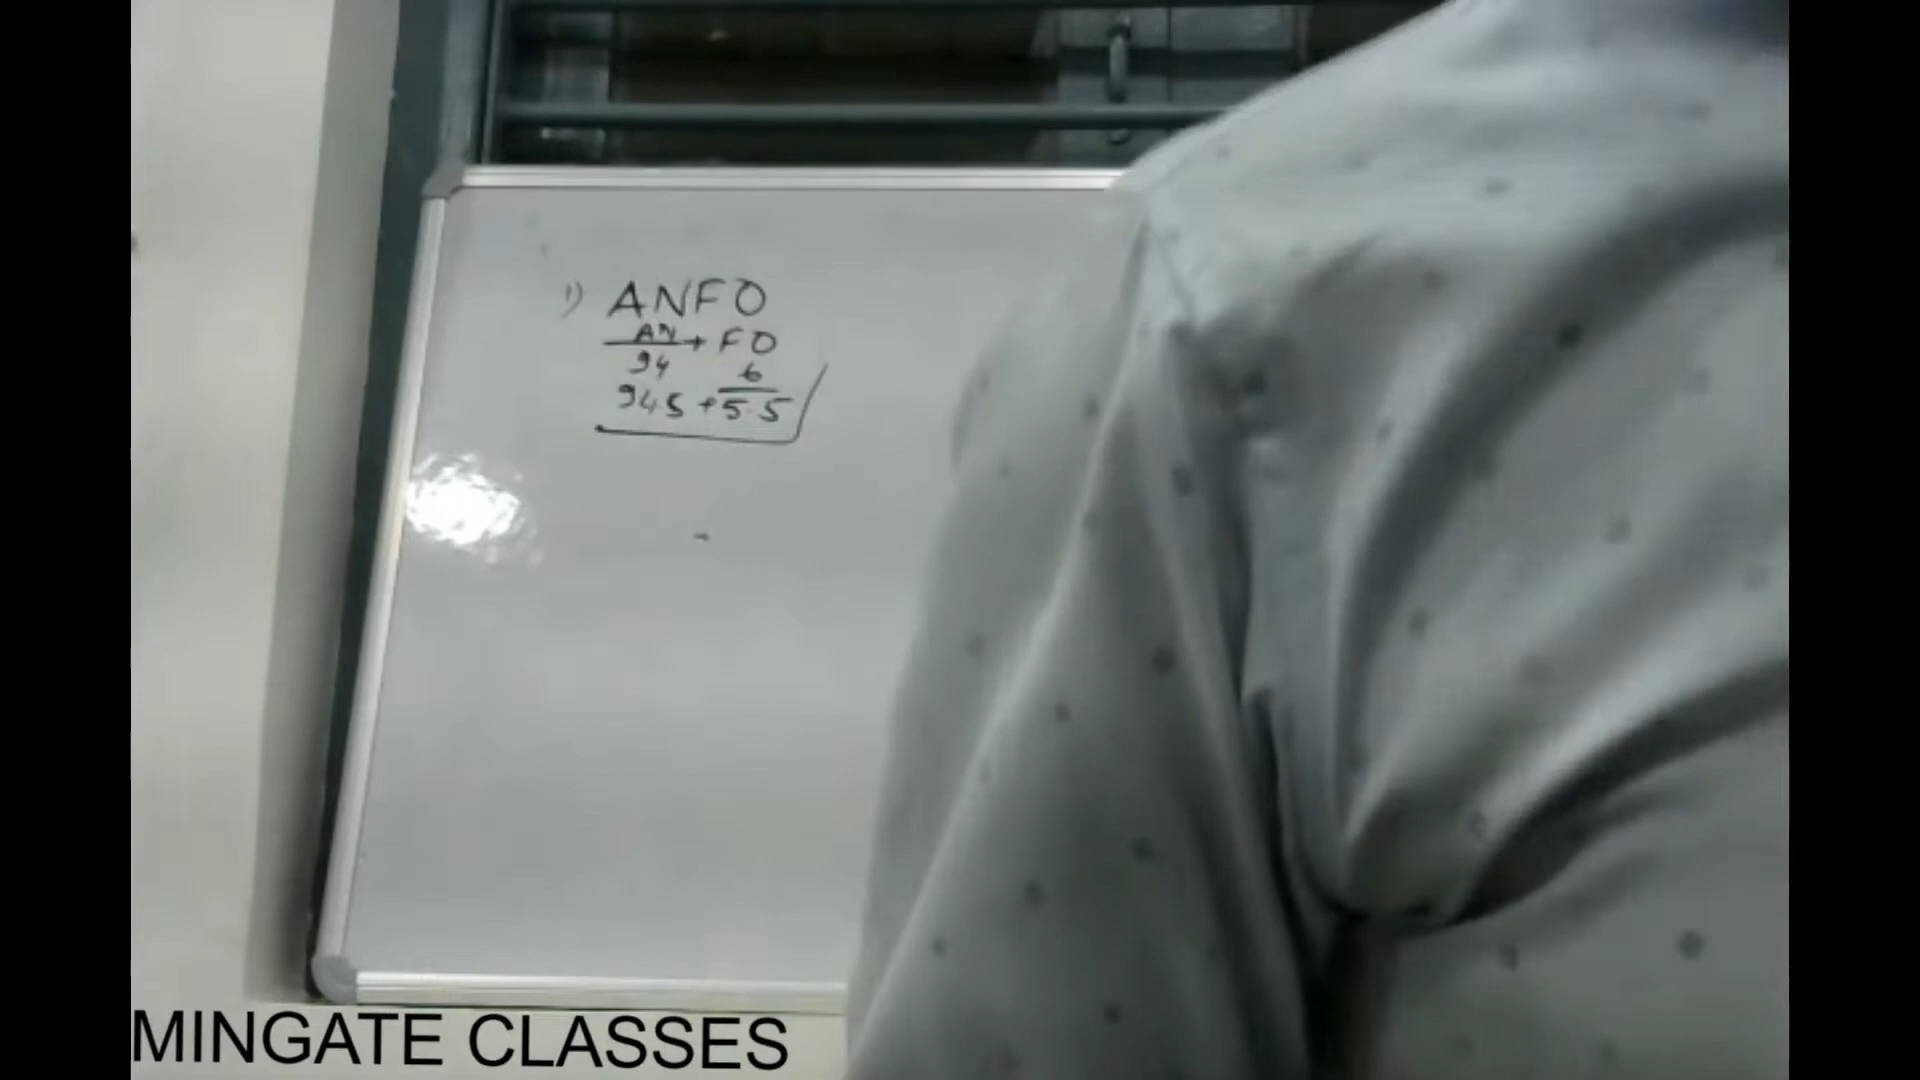 1) ANFO
AN + FO
94 6
94.5 + 5.5
MINGATE CLASSES